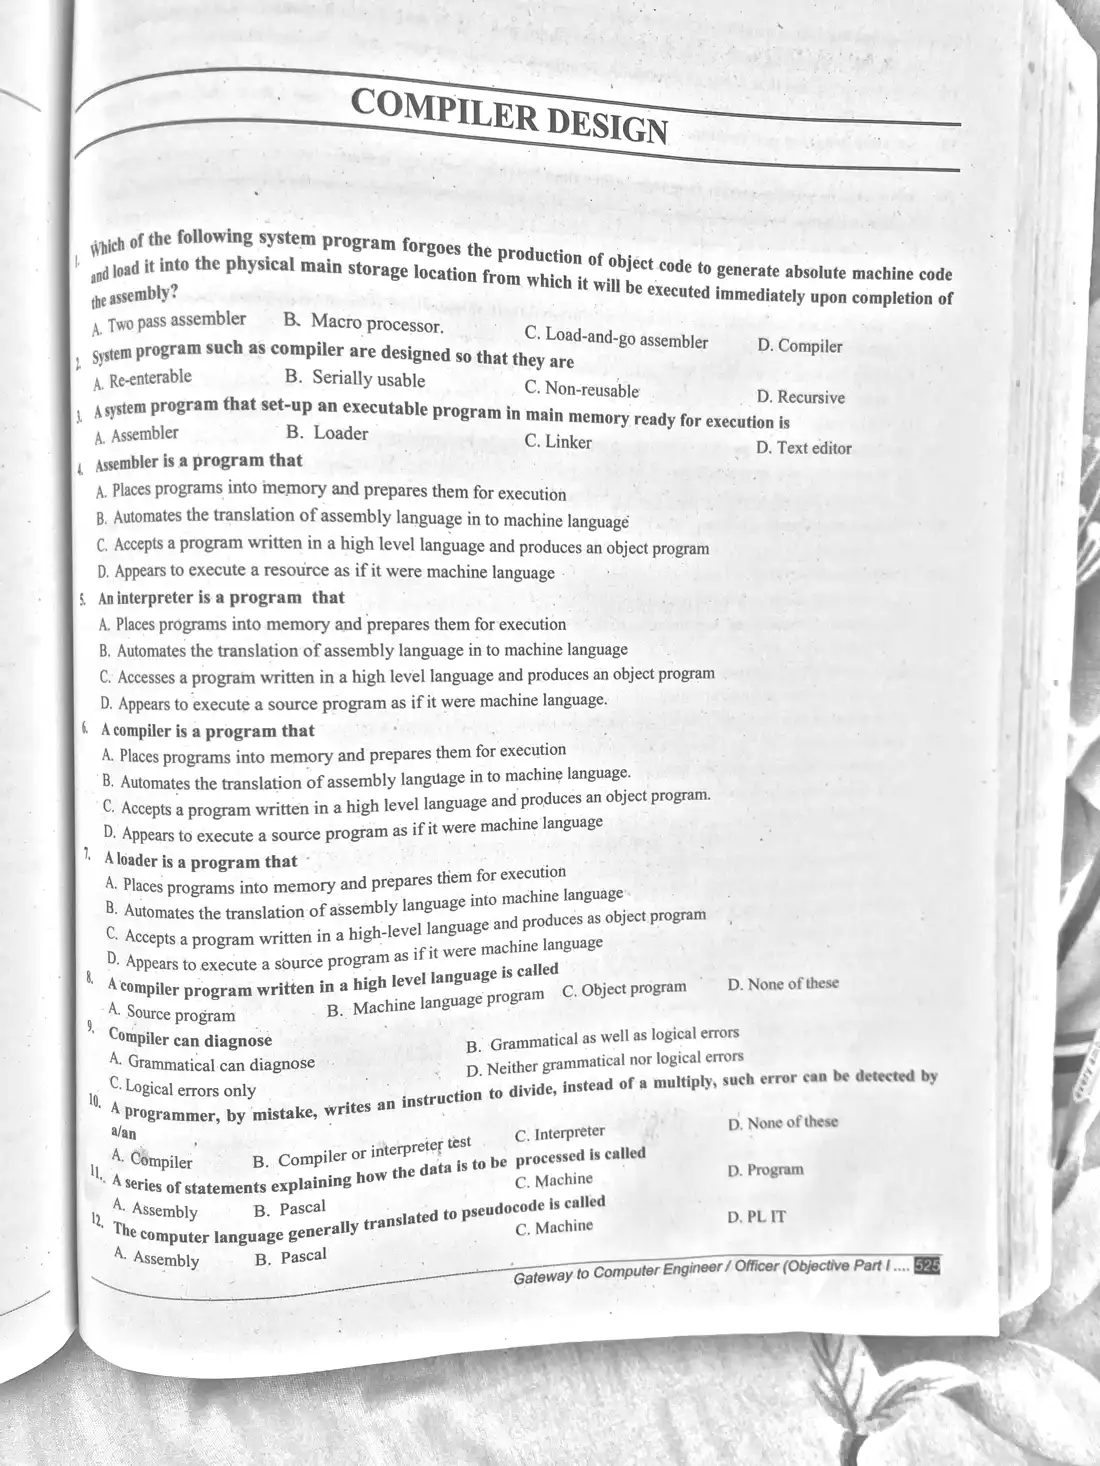 COMPILER DESIGN
1. Which of the following system program forgoes the production of object code to generate absolute machine code
and load it into the physical main storage location from which it will be executed immediately upon completion of
the assembly?
A. Two pass assembler B. Macro processor. C. Load-and-go assembler D. Compiler
2. System program such as compiler are designed so that they are
A. Re-enterable B. Serially usable C. Non-reusable D. Recursive
3. A system program that set-up an executable program in main memory ready for execution is
A. Assembler B. Loader C. Linker D. Text editor
4. Assembler is a program that
A. Places programs into memory and prepares them for execution
B. Automates the translation of assembly language in to machine language
C. Accepts a program written in a high level language and produces an object program
D. Appears to execute a resource as if it were machine language
5. An interpreter is a program that
A. Places programs into memory and prepares them for execution
B. Automates the translation of assembly language in to machine language
C. Accesses a program written in a high level language and produces an object program
D. Appears to execute a source program as if it were machine language.
6. A compiler is a program that
A. Places programs into memory and prepares them for execution
B. Automates the translation of assembly language in to machine language.
C. Accepts a program written in a high level language and produces an object program.
D. Appears to execute a source program as if it were machine language
7. A loader is a program that
A. Places programs into memory and prepares them for execution
B. Automates the translation of assembly language into machine language
C. Accepts a program written in a high-level language and produces as object program
D. Appears to execute a source program as if it were machine language
8. A compiler program written in a high level language is called
A. Source program B. Machine language program C. Object program D. None of these
9. Compiler can diagnose
A. Grammatical can diagnose B. Grammatical as well as logical errors
C. Logical errors only D. Neither grammatical nor logical errors
10. A programmer, by mistake, writes an instruction to divide, instead of a multiply, such error can be detected by
a/an
A. Compiler B. Compiler or interpreter test C. Interpreter D. None of these
11.. A series of statements explaining how the data is to be processed is called
A. Assembly B. Pascal C. Machine D. Program
12. The computer language generally translated to pseudocode is called
A. Assembly B. Pascal C. Machine D. PL IT
Gateway to Computer Engineer / Officer (Objective Part I .... 525